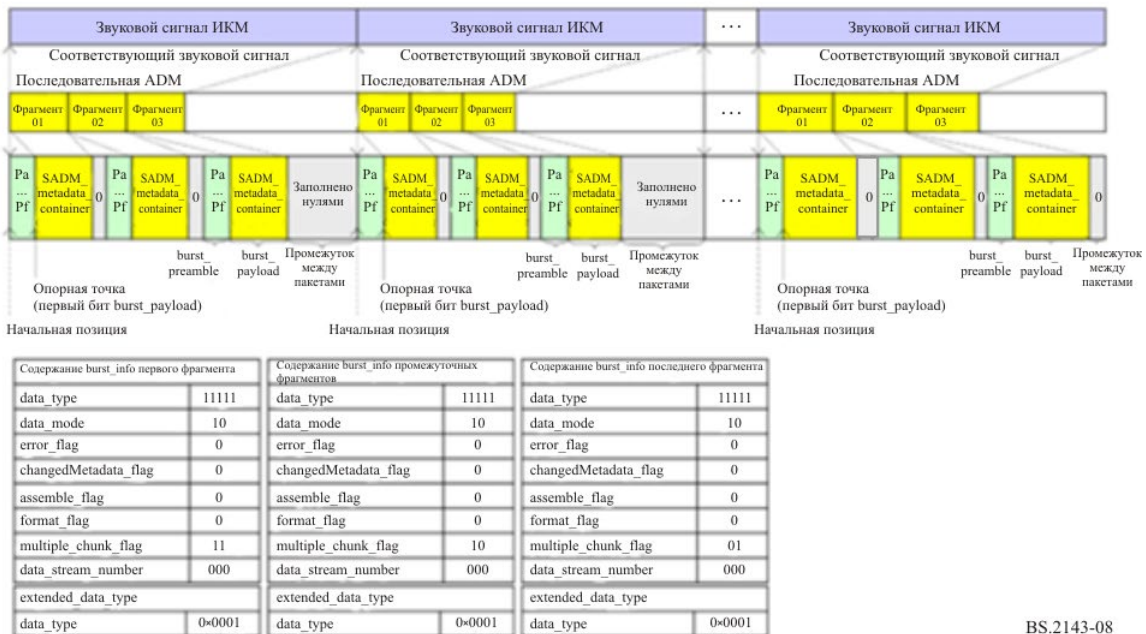 Звуковой сигнал ИКМ Звуковой сигнал ИКМ ... Звуковой сигнал ИКМ
Соответствующий звуковой сигнал Соответствующий звуковой сигнал Соответствующий звуковой сигнал
Последовательная ADM Последовательная ADM Последовательная ADM
Фрагмент 01 Фрагмент 02 Фрагмент 03 Фрагмент 01 Фрагмент 02 Фрагмент 03 ... Фрагмент 01 Фрагмент 02 Фрагмент 03
Pa ... Pf SADM_ metadata_ container 0 Pa ... Pf SADM_ metadata_ container 0 Pa ... Pf SADM_ metadata_ container Заполнено нулями Pa ... Pf SADM_ metadata_ container 0 Pa ... Pf SADM_ metadata_ container 0 Pa ... Pf SADM_ metadata_ container Заполнено нулями ... Pa ... Pf SADM_ metadata_ container 0 Pa ... Pf SADM_ metadata_ container 0 Pa ... Pf SADM_ metadata_ container 0
burst_ preamble burst_ payload Промежуток между пакетами burst_ preamble burst_ payload Промежуток между пакетами burst_ preamble burst_ payload Промежуток между пакетами
Опорная точка Опорная точка Опорная точка
(первый бит burst_payload) (первый бит burst_payload) (первый бит burst_payload)
Начальная позиция Начальная позиция Начальная позиция
Содержание burst_info первого фрагмента
data_type 11111
data_mode 10
error_flag 0
changedMetadata_flag 0
assemble_flag 0
format_flag 0
multiple_chunk_flag 11
data_stream_number 000
extended_data_type
data_type 0×0001
Содержание burst_info промежуточных
фрагментов
data_type 11111
data_mode 10
error_flag 0
changedMetadata_flag 0
assemble_flag 0
format_flag 0
multiple_chunk_flag 10
data_stream_number 000
extended_data_type
data_type 0×0001
Содержание burst_info последнего фрагмента
data_type 11111
data_mode 10
error_flag 0
changedMetadata_flag 0
assemble_flag 0
format_flag 0
multiple_chunk_flag 01
data_stream_number 000
extended_data_type
data_type 0×0001
BS.2143-08